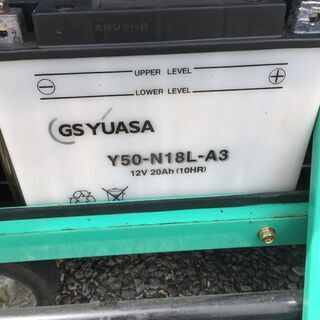 UPPER LEVEL
LOWER LEVEL
GS YUASA
Y50-N18L-A3
12V 20Ah (10HR)